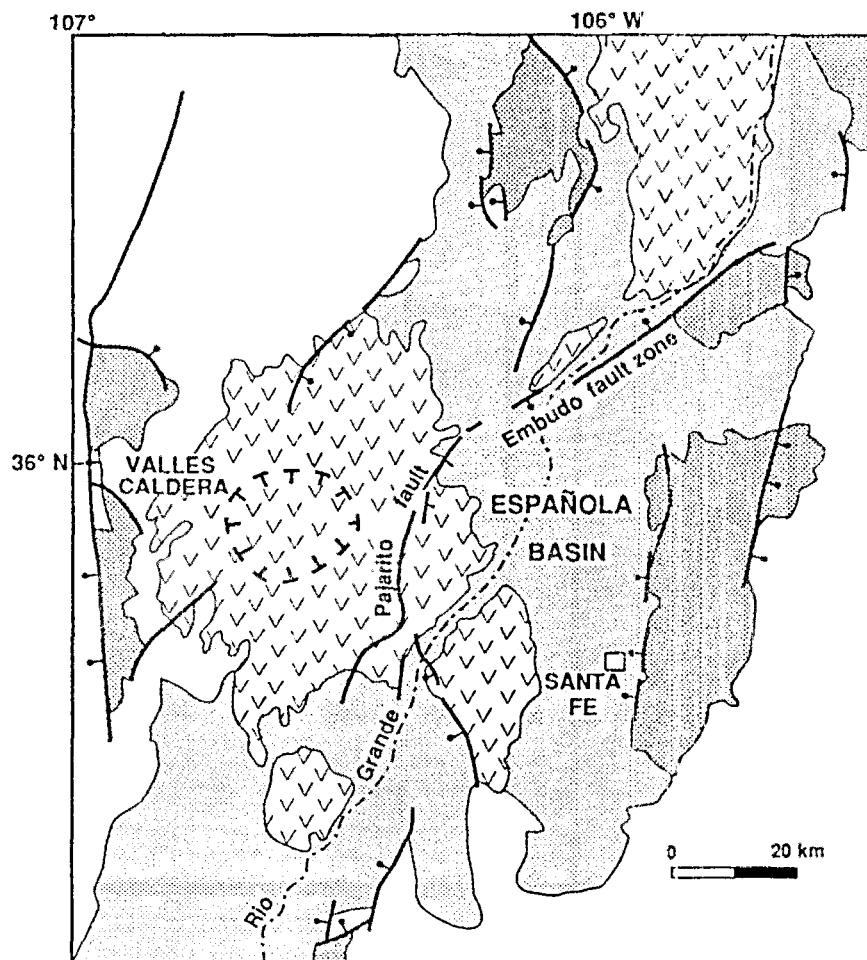 107°
106° W
Embudo fault zone
36° N
VALLES
CALDERA
Pajarito fault
ESPAÑOLA
BASIN
SANTA
FE
Rio Grande
0 20 km